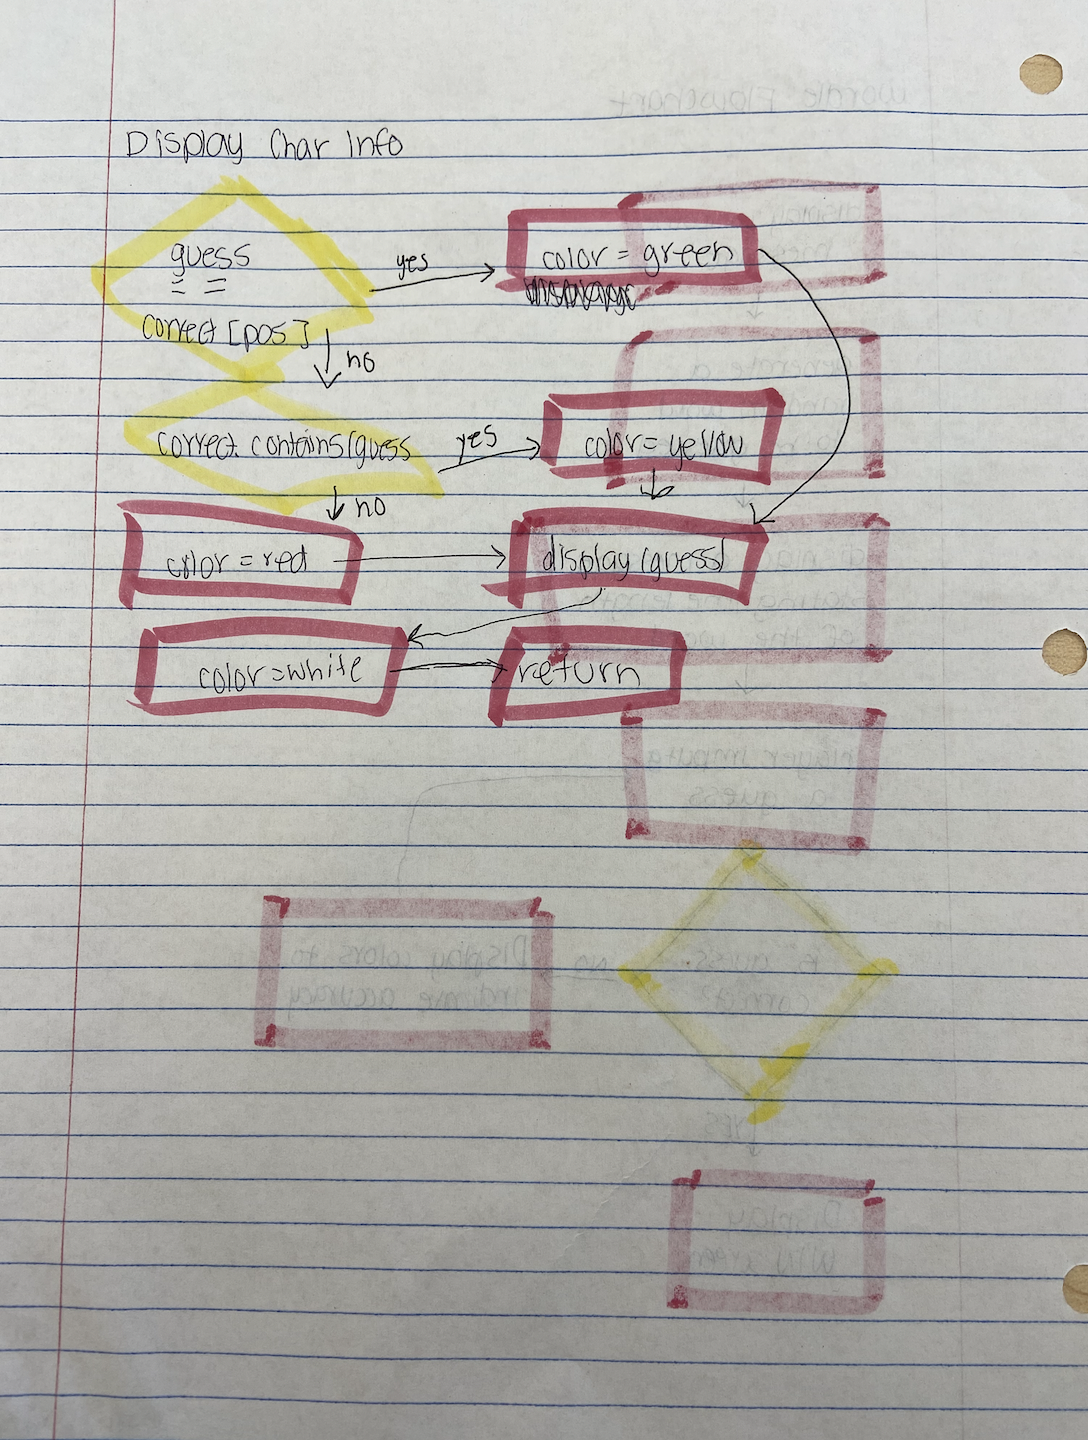 Display Char Info
guess
==
correct [pos]
yes
color = green
no
correct contains(guess
yes
color= yellow
no
color = red
display (guess)
color=white
return